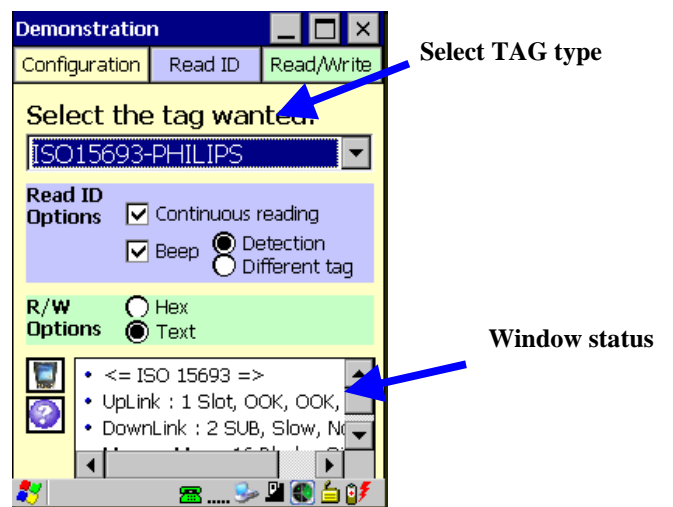 Demonstration
Select TAG type
Configuration Read ID Read/Write
Select the tag wanted:
ISO15693-PHILIPS
Read ID
Options
Continuous reading
Beep
Detection
Different tag
R/W
Options
Hex
Text
Window status
• <= ISO 15693 =>
• UpLink : 1 Slot, OOK, OOK,
• DownLink : 2 SUB, Slow,